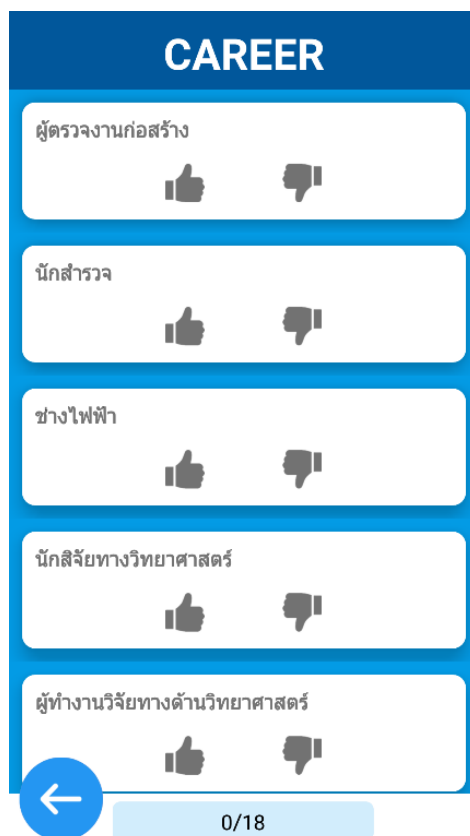 CAREER
ผู้ตรวจงานก่อสร้าง
นักสำรวจ
ช่างไฟฟ้า
นักสิจัยทางวิทยาศาสตร์
ผู้ทำงานวิจัยทางด้านวิทยาศาสตร์
0/18